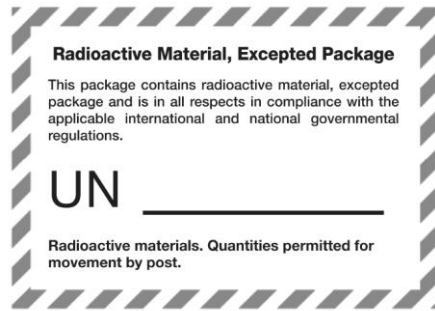 Radioactive Material, Excepted Package
This package contains radioactive material, excepted
package and is in all respects in compliance with the
applicable international and national governmental
regulations.
UN
Radioactive materials. Quantities permitted for
movement by post.